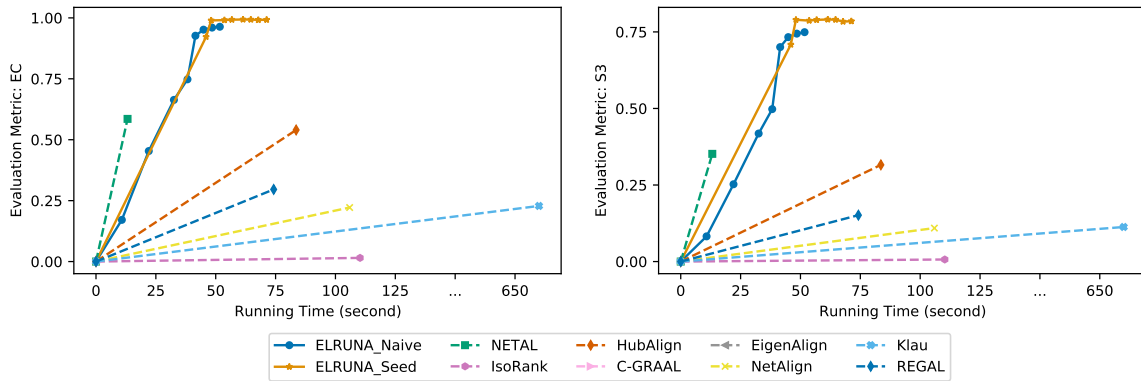 Evaluation Metric: EC
1.00
0.75
0.50
0.25
0.00
0 25 50 75 100 125 ... 650
Running Time (second)
Evaluation Metric: S3
0.75
0.50
0.25
0.00
0 25 50 75 100 125 ... 650
Running Time (second)
ELRUNA_Naive NETAL HubAlign EigenAlign Klau
ELRUNA_Seed IsoRank C-GRAAL NetAlign REGAL